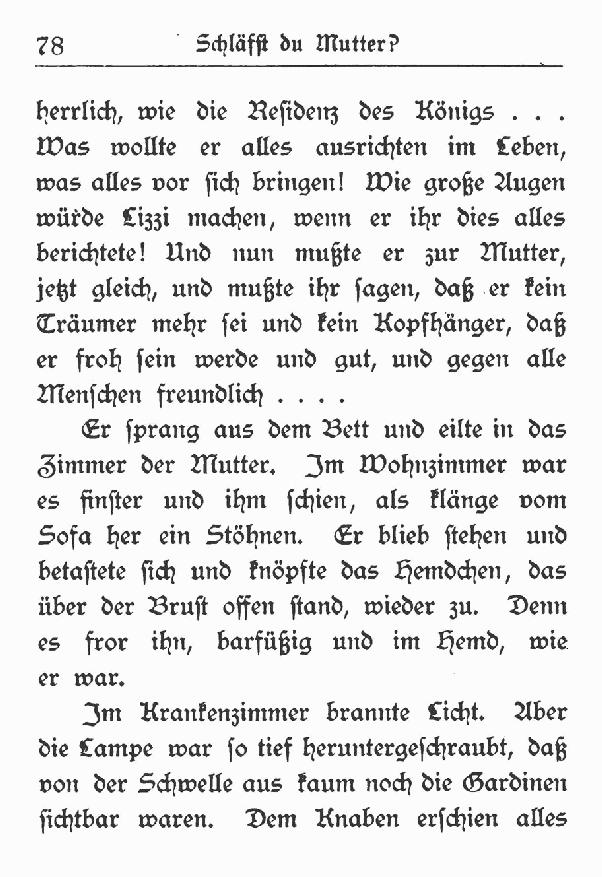 78 Schläfſt du Mutter?
herrlich, wie die Reſidenz des Königs . . .
Was wollte er alles ausrichten im Leben,
was alles vor ſich bringen! Wie große Augen
würde Lizzi machen, wenn er ihr dies alles
berichtete! Und nun mußte er zur Mutter,
jetzt gleich, und mußte ihr ſagen, daß er kein
Träumer mehr ſei und kein Kopfhänger, daß
er froh ſein werde und gut, und gegen alle
Menſchen freundlich . . . .
Er ſprang aus dem Bett und eilte in das
Zimmer der Mutter. Im Wohnzimmer war
es finſter und ihm ſchien, als klänge vom
Sofa her ein Stöhnen. Er blieb ſtehen und
betaſtete ſich und knöpfte das Hemdchen, das
über der Bruſt offen ſtand, wieder zu. Denn
es fror ihn, barfüßig und im Hemd, wie
er war.
Im Krankenzimmer brannte Licht. Aber
die Lampe war ſo tief heruntergeſchraubt, daß
von der Schwelle aus kaum noch die Gardinen
ſichtbar waren. Dem Knaben erſchien alles